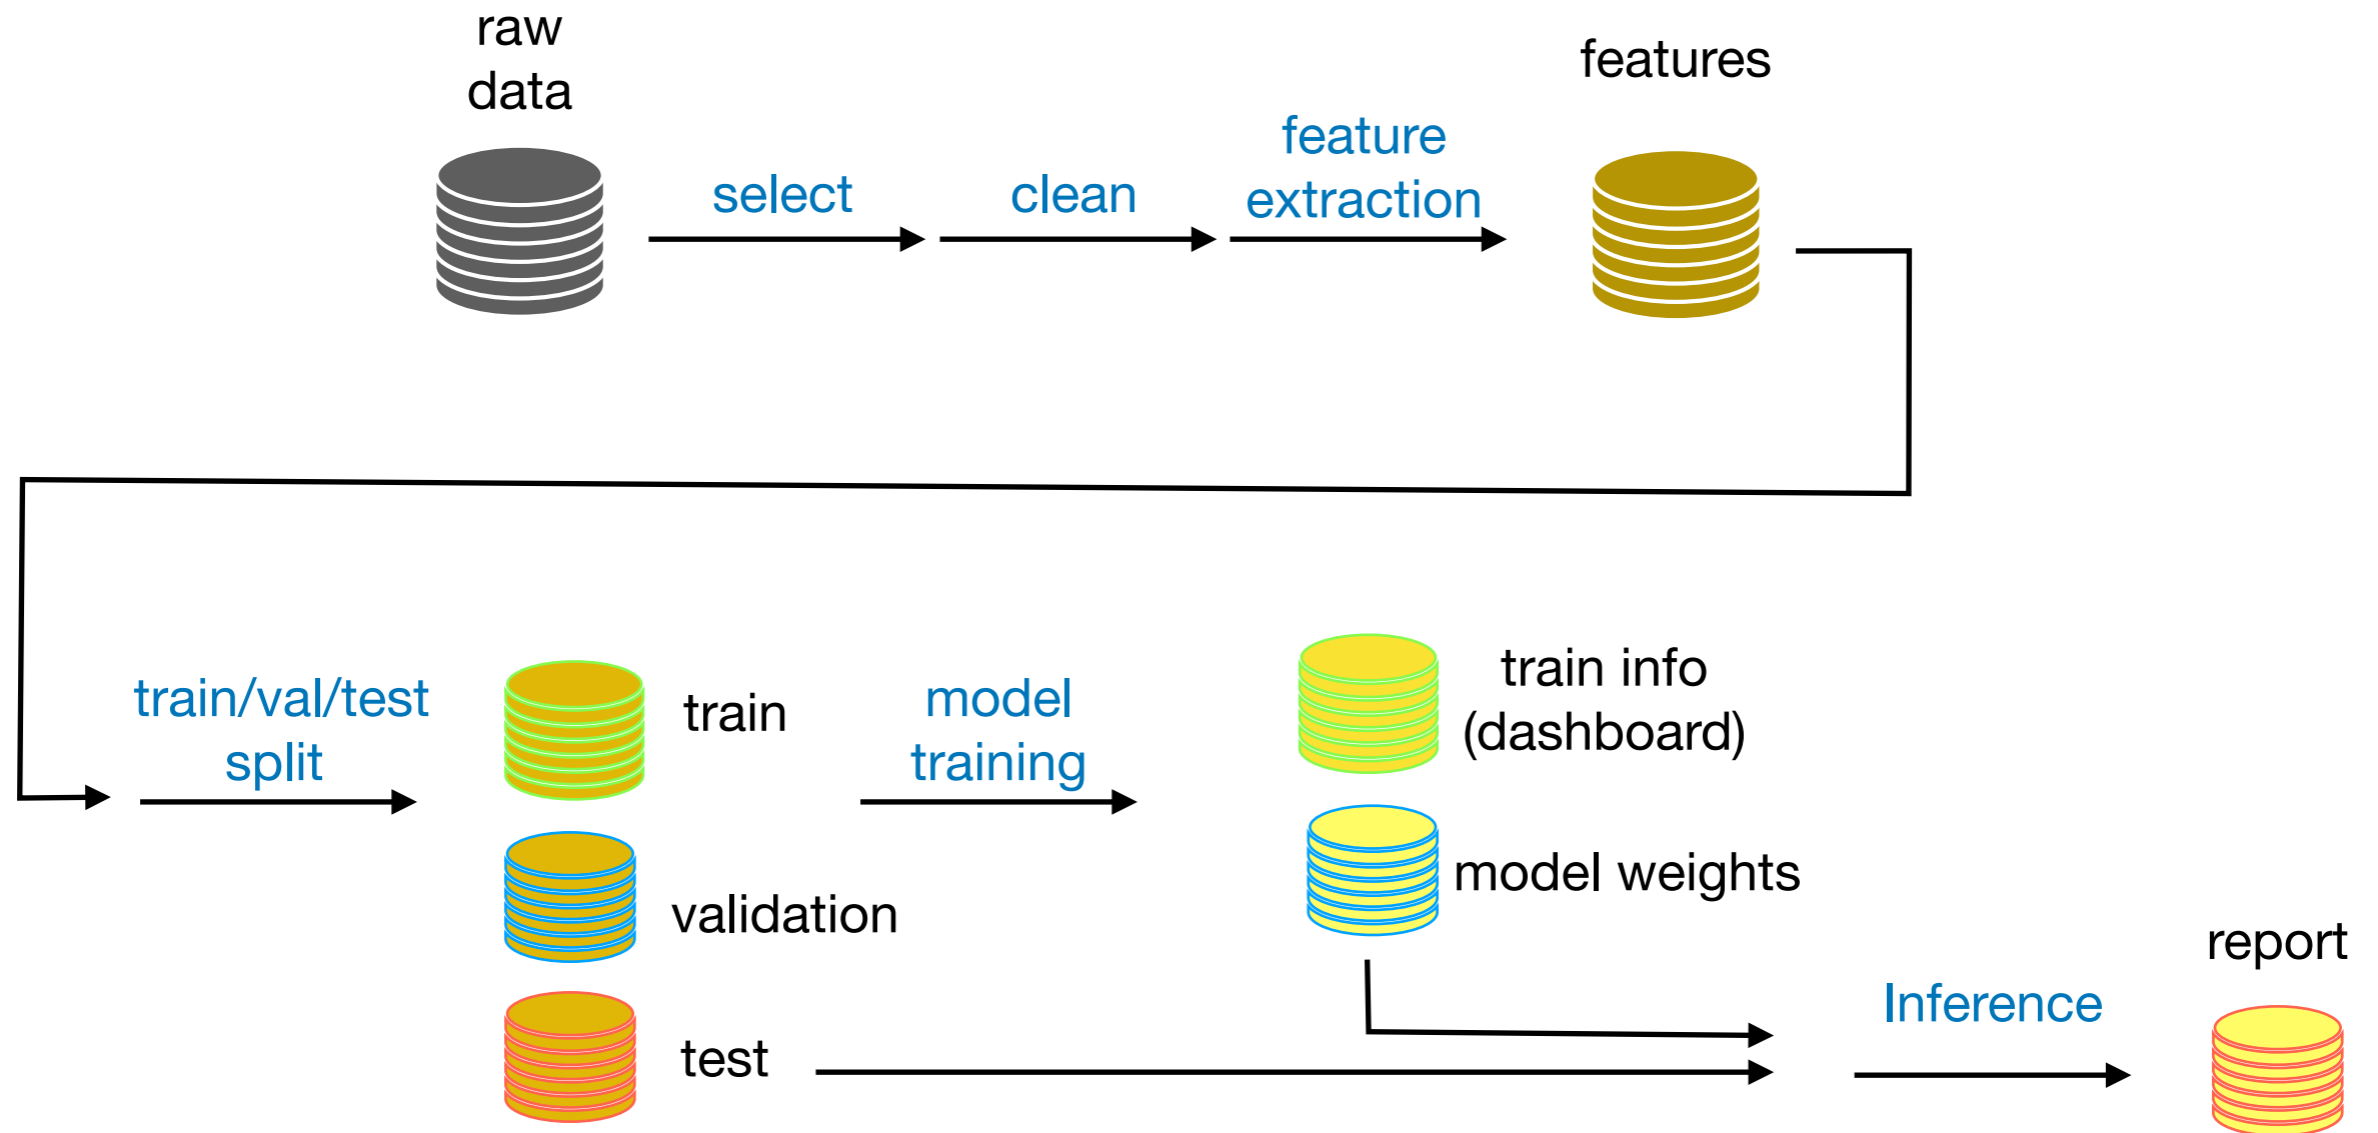 raw
data
features
select
clean
feature
extraction
train/val/test
split
train
validation
test
model
training
train info
(dashboard)
model weights
Inference
report